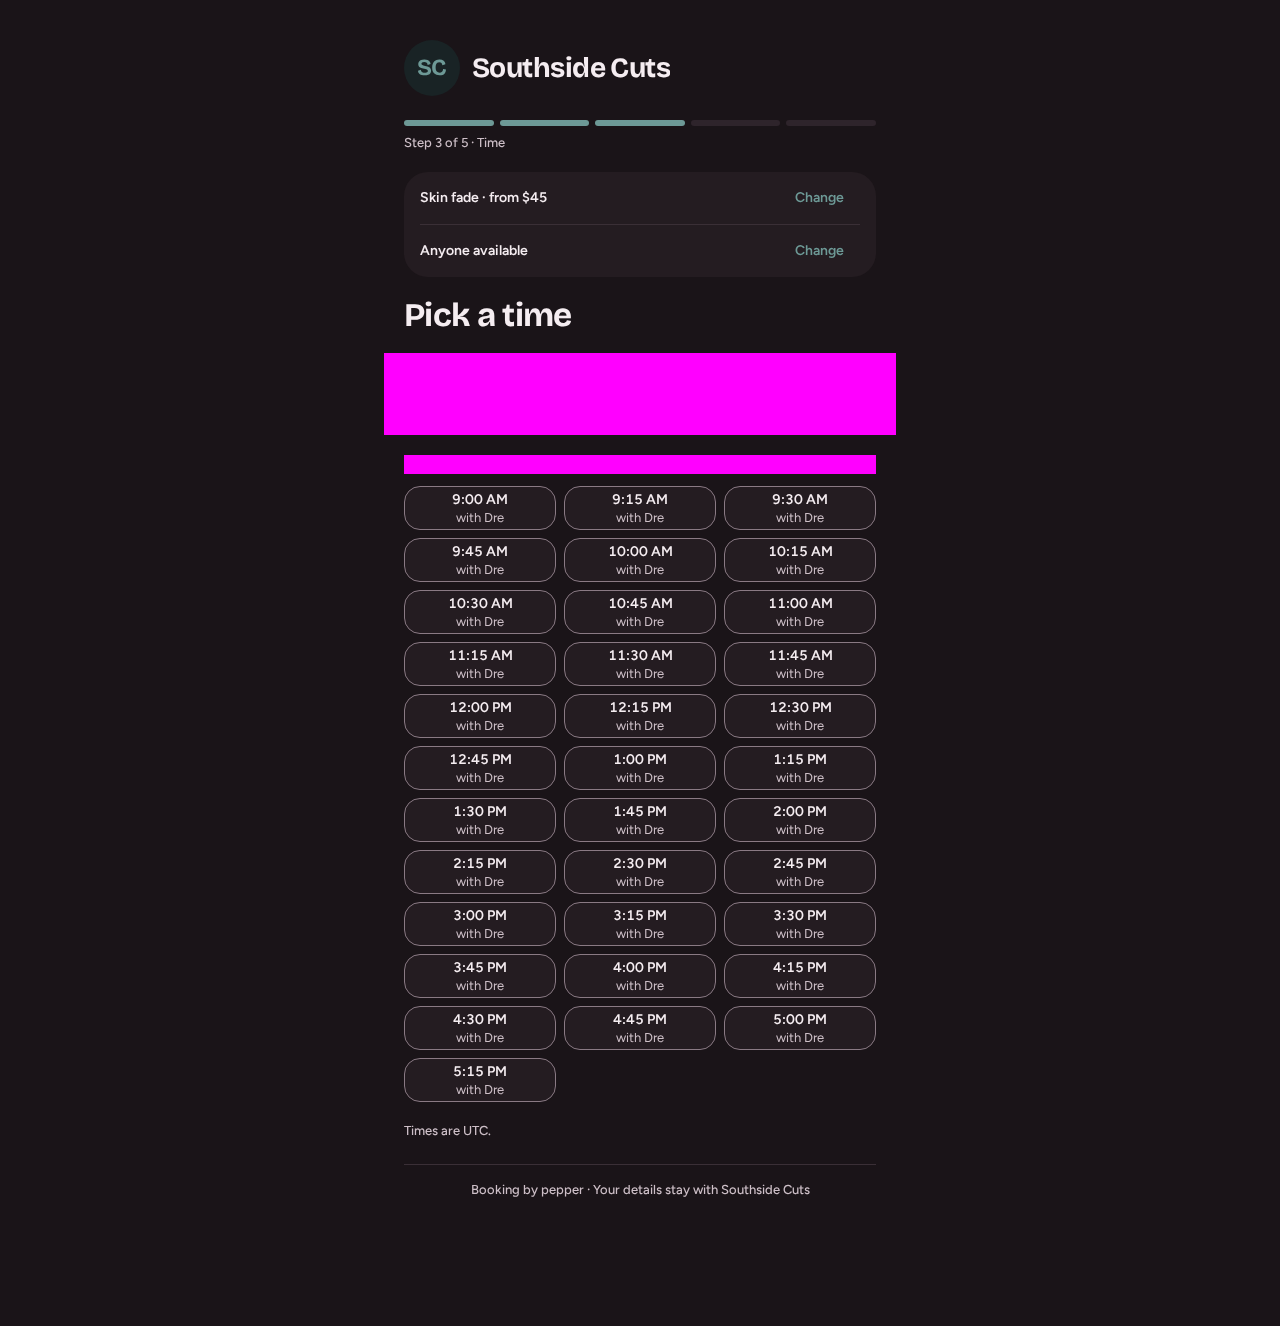 SC Southside Cuts
Step 3 of 5 · Time
Skin fade · from $45 Change
Anyone available Change
Pick a time
9:00 AM 9:15 AM 9:30 AM
with Dre with Dre with Dre
9:45 AM 10:00 AM 10:15 AM
with Dre with Dre with Dre
10:30 AM 10:45 AM 11:00 AM
with Dre with Dre with Dre
11:15 AM 11:30 AM 11:45 AM
with Dre with Dre with Dre
12:00 PM 12:15 PM 12:30 PM
with Dre with Dre with Dre
12:45 PM 1:00 PM 1:15 PM
with Dre with Dre with Dre
1:30 PM 1:45 PM 2:00 PM
with Dre with Dre with Dre
2:15 PM 2:30 PM 2:45 PM
with Dre with Dre with Dre
3:00 PM 3:15 PM 3:30 PM
with Dre with Dre with Dre
3:45 PM 4:00 PM 4:15 PM
with Dre with Dre with Dre
4:30 PM 4:45 PM 5:00 PM
with Dre with Dre with Dre
5:15 PM
with Dre
Times are UTC.
Booking by pepper · Your details stay with Southside Cuts